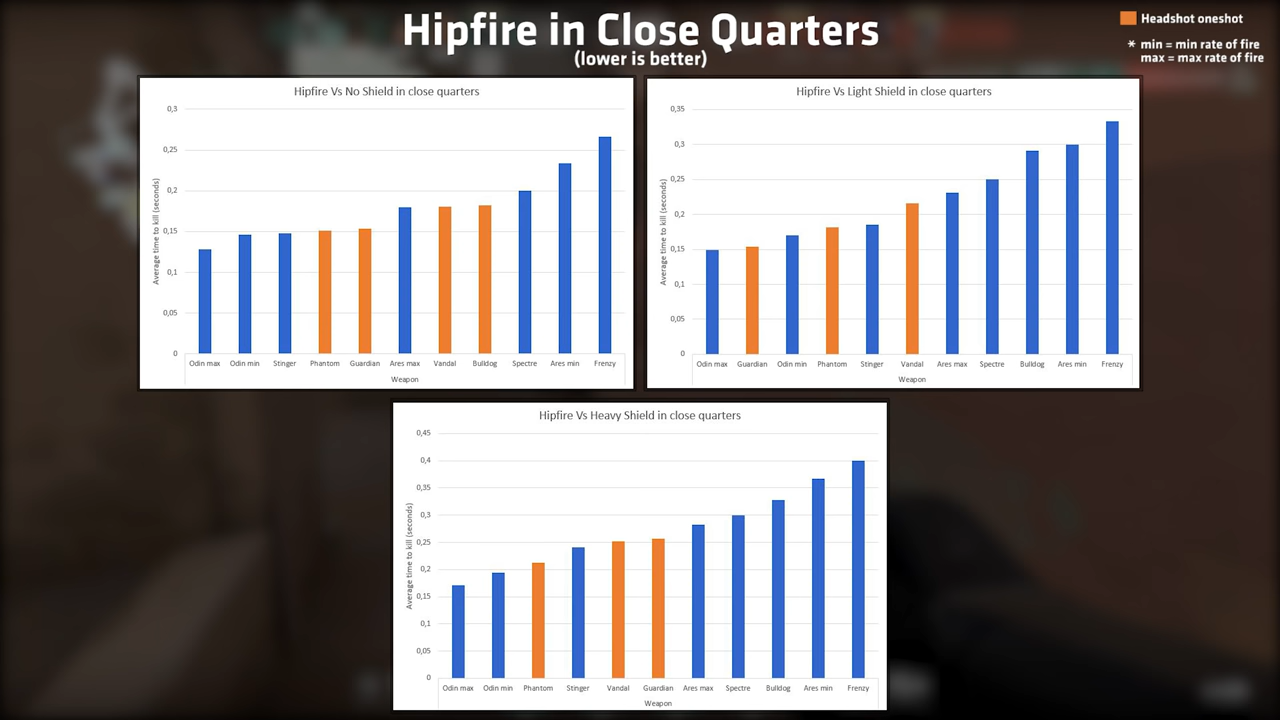 Hipfire in Close Quarters
(lower is better)
Headshot oneshot
* min = min rate of fire
max = max rate of fire
Hipfire Vs No Shield in close quarters
0,3
0,25
0,2
0,15
0,1
0,05
0
Average time to kill (seconds)
Odin max Odin min Stinger Phantom Guardian Ares max Vandal Bulldog Spectre Ares min Frenzy
Weapon
Hipfire Vs Light Shield in close quarters
0,35
0,3
0,25
0,2
0,15
0,1
0,05
0
Average time to kill (seconds)
Odin max Guardian Odin min Phantom Stinger Vandal Ares max Spectre Bulldog Ares min Frenzy
Weapon
Hipfire Vs Heavy Shield in close quarters
0,45
0,4
0,35
0,3
0,25
0,2
0,15
0,1
0,05
0
Average time to kill (seconds)
Odin max Odin min Phantom Stinger Vandal Guardian Ares max Spectre Bulldog Ares min Frenzy
Weapon